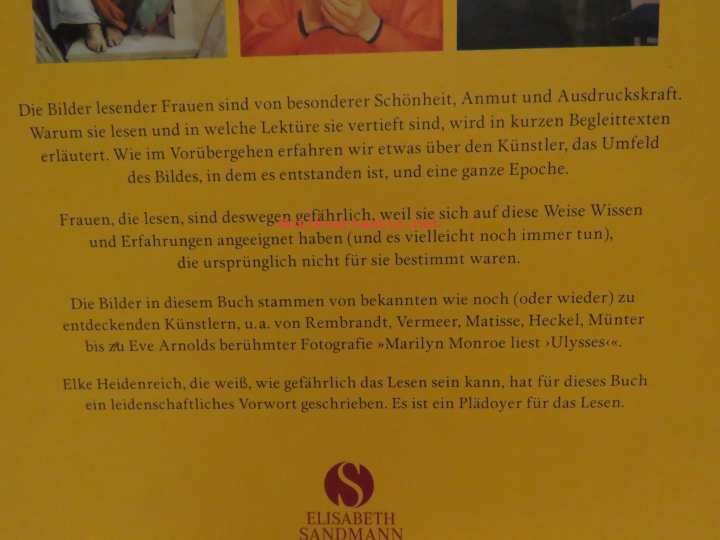 Die Bilder lesender Frauen sind von besonderer Schönheit, Anmut und Ausdruckskraft.
Warum sie lesen und in welche Lektüre sie vertieft sind, wird in kurzen Begleittexten
erläutert. Wie im Vorübergehen erfahren wir etwas über den Künstler, das Umfeld
des Bildes, in dem es entstanden ist, und eine ganze Epoche.
Frauen, die lesen, sind deswegen gefährlich, weil sie sich auf diese Weise Wissen
und Erfahrungen angeeignet haben (und es vielleicht noch immer tun),
die ursprünglich nicht für sie bestimmt waren.
Die Bilder in diesem Buch stammen von bekannten wie noch (oder wieder) zu
entdeckenden Künstlern, u.a. von Rembrandt, Vermeer, Matisse, Heckel, Münter
bis zu Eve Arnolds berühmter Fotografie »Marilyn Monroe liest ›Ulysses‹«.
Elke Heidenreich, die weiß, wie gefährlich das Lesen sein kann, hat für dieses Buch
ein leidenschaftliches Vorwort geschrieben. Es ist ein Plädoyer für das Lesen.
S
ELISABETH
SANDMANN